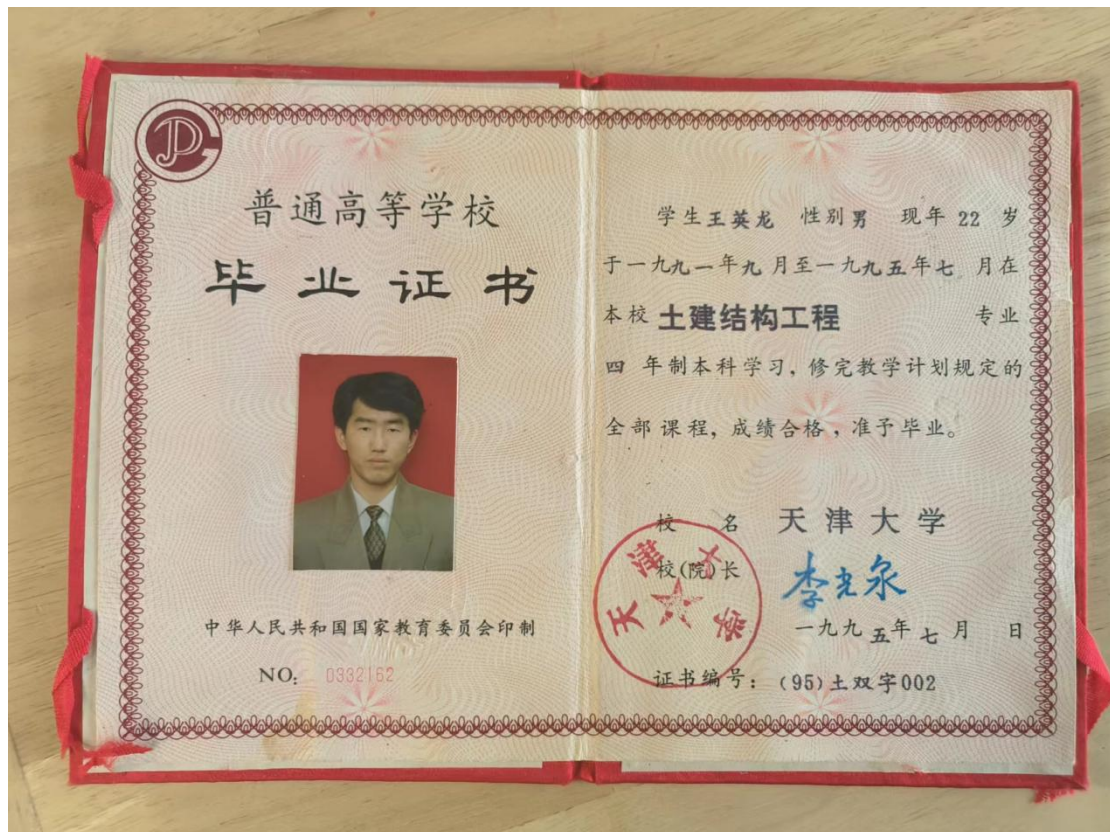 普通高等学校
毕业证书
中华人民共和国国家教育委员会印制
NO: 0332162
学生王英龙 性别男 现年22岁
于一九九一年九月至一九九五年七月在
本校土建结构工程专业
四年制本科学习,修完教学计划规定的
全部课程,成绩合格,准予毕业。
校名 天津大学
校(院)长 李光泉
一九九五年七月 日
证书编号:(95)土双字002
天津大学